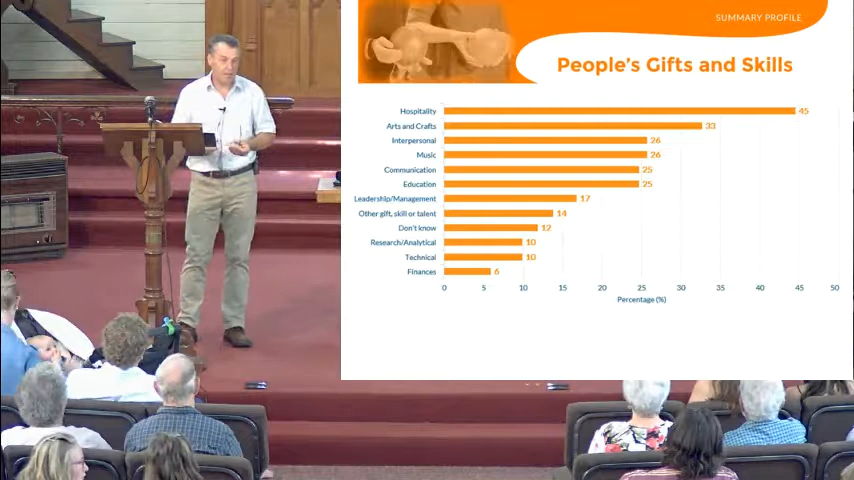 SUMMARY PROFILE
People's Gifts and Skills
Hospitality 45
Arts and Crafts 33
Interpersonal 26
Music 26
Communication 25
Education 25
Leadership/Management 17
Other gift, skill or talent 14
Don't know 12
Research/Analytical 10
Technical 10
Finances 6
0 5 10 15 20 25 30 35 40 45 50
Percentage (%)